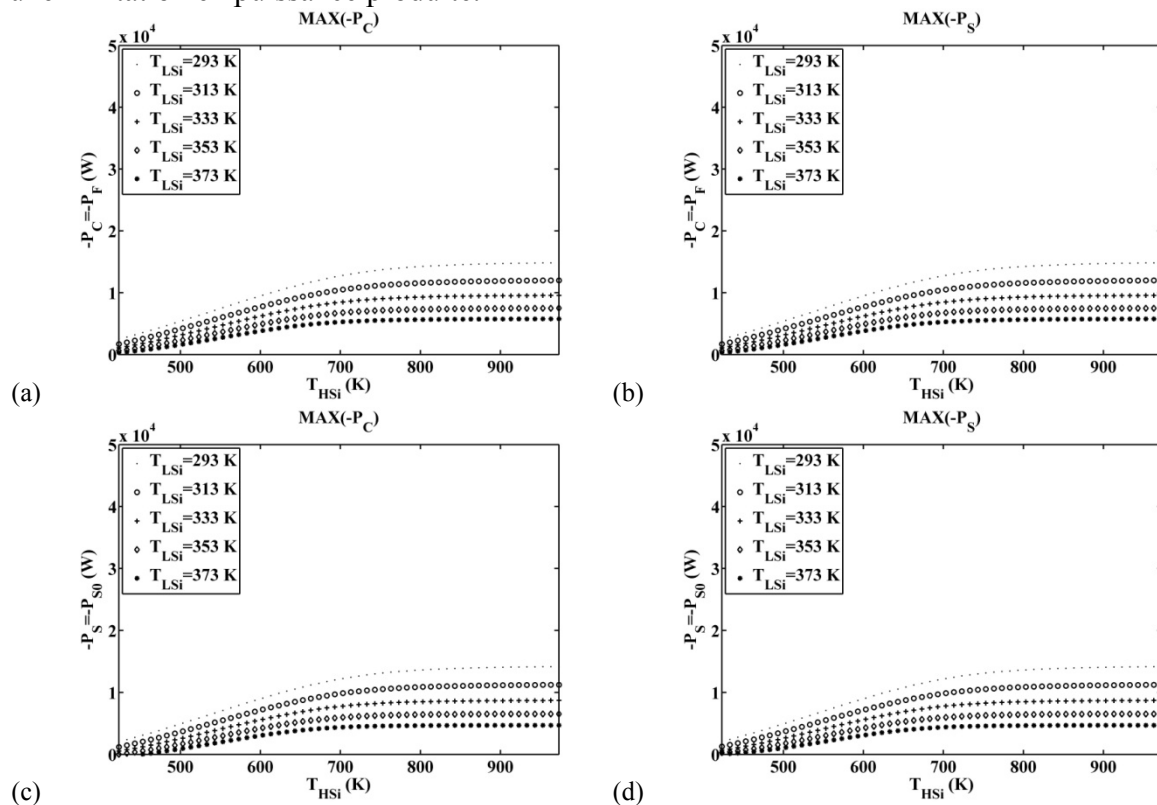 MAX(-P_C)
x 10^4
-P_C=-P_F (W)
5
4
3
2
1
0
T_LSi=293 K
T_LSi=313 K
T_LSi=333 K
T_LSi=353 K
T_LSi=373 K
500 600 700 800 900
T_HSi (K)
(a)
MAX(-P_S)
x 10^4
-P_C=-P_F (W)
5
4
3
2
1
0
T_LSi=293 K
T_LSi=313 K
T_LSi=333 K
T_LSi=353 K
T_LSi=373 K
500 600 700 800 900
T_HSi (K)
(b)
MAX(-P_C)
x 10^4
-P_S=-P_S0 (W)
5
4
3
2
1
0
T_LSi=293 K
T_LSi=313 K
T_LSi=333 K
T_LSi=353 K
T_LSi=373 K
500 600 700 800 900
T_HSi (K)
(c)
MAX(-P_S)
x 10^4
-P_S=-P_S0 (W)
5
4
3
2
1
0
T_LSi=293 K
T_LSi=313 K
T_LSi=333 K
T_LSi=353 K
T_LSi=373 K
500 600 700 800 900
T_HSi (K)
(d)